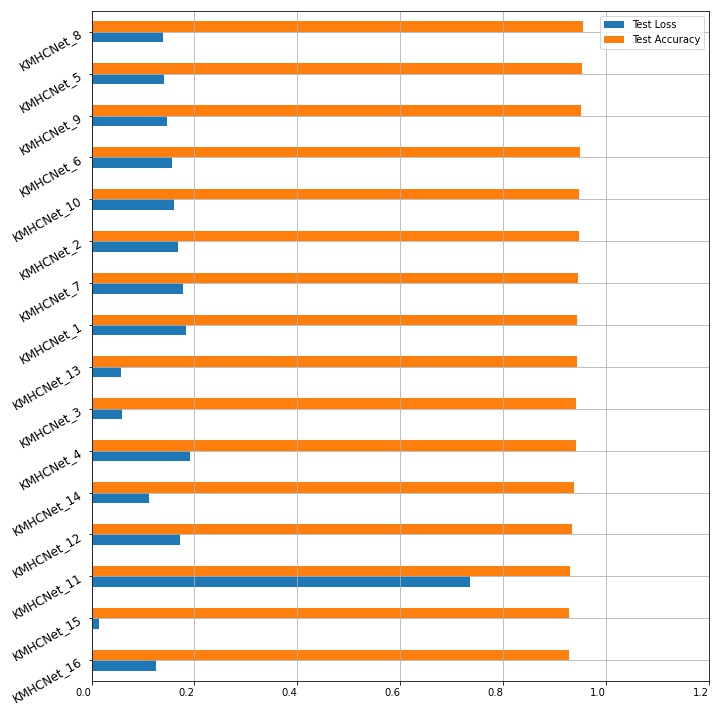 Test Loss
Test Accuracy
KMHCNet_8
KMHCNet_5
KMHCNet_9
KMHCNet_6
KMHCNet_10
KMHCNet_2
KMHCNet_7
KMHCNet_1
KMHCNet_13
KMHCNet_3
KMHCNet_4
KMHCNet_14
KMHCNet_12
KMHCNet_11
KMHCNet_15
KMHCNet_16
0.0 0.2 0.4 0.6 0.8 1.0 1.2